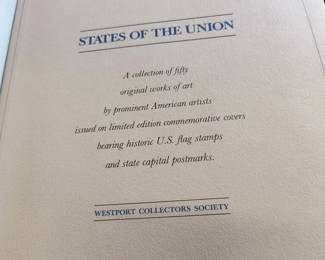 STATES OF THE UNION
A collection of fifty
original works of art
by prominent American artists
issued on limited edition commemorative covers
bearing historic U.S. flag stamps
and state capital postmarks.
WESTPORT COLLECTORS SOCIETY